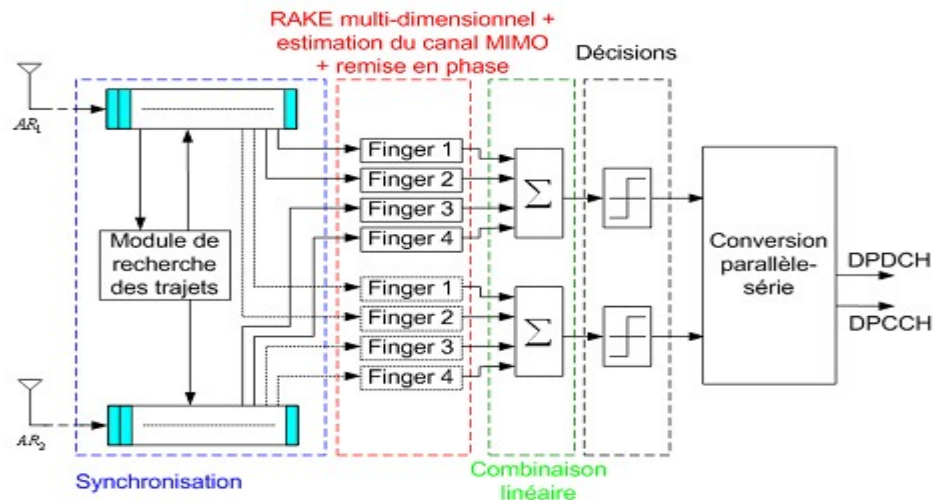 RAKE multi-dimensionnel +
estimation du canal MIMO
+ remise en phase
Décisions
AR₁
Finger 1
Finger 2
Finger 3
Finger 4
Σ
Module de
recherche
des trajets
Conversion
parallèle-
série
DPDCH
DPCCH
Finger 1
Finger 2
Finger 3
Finger 4
Σ
AR₂
Synchronisation
Combinaison
linéaire